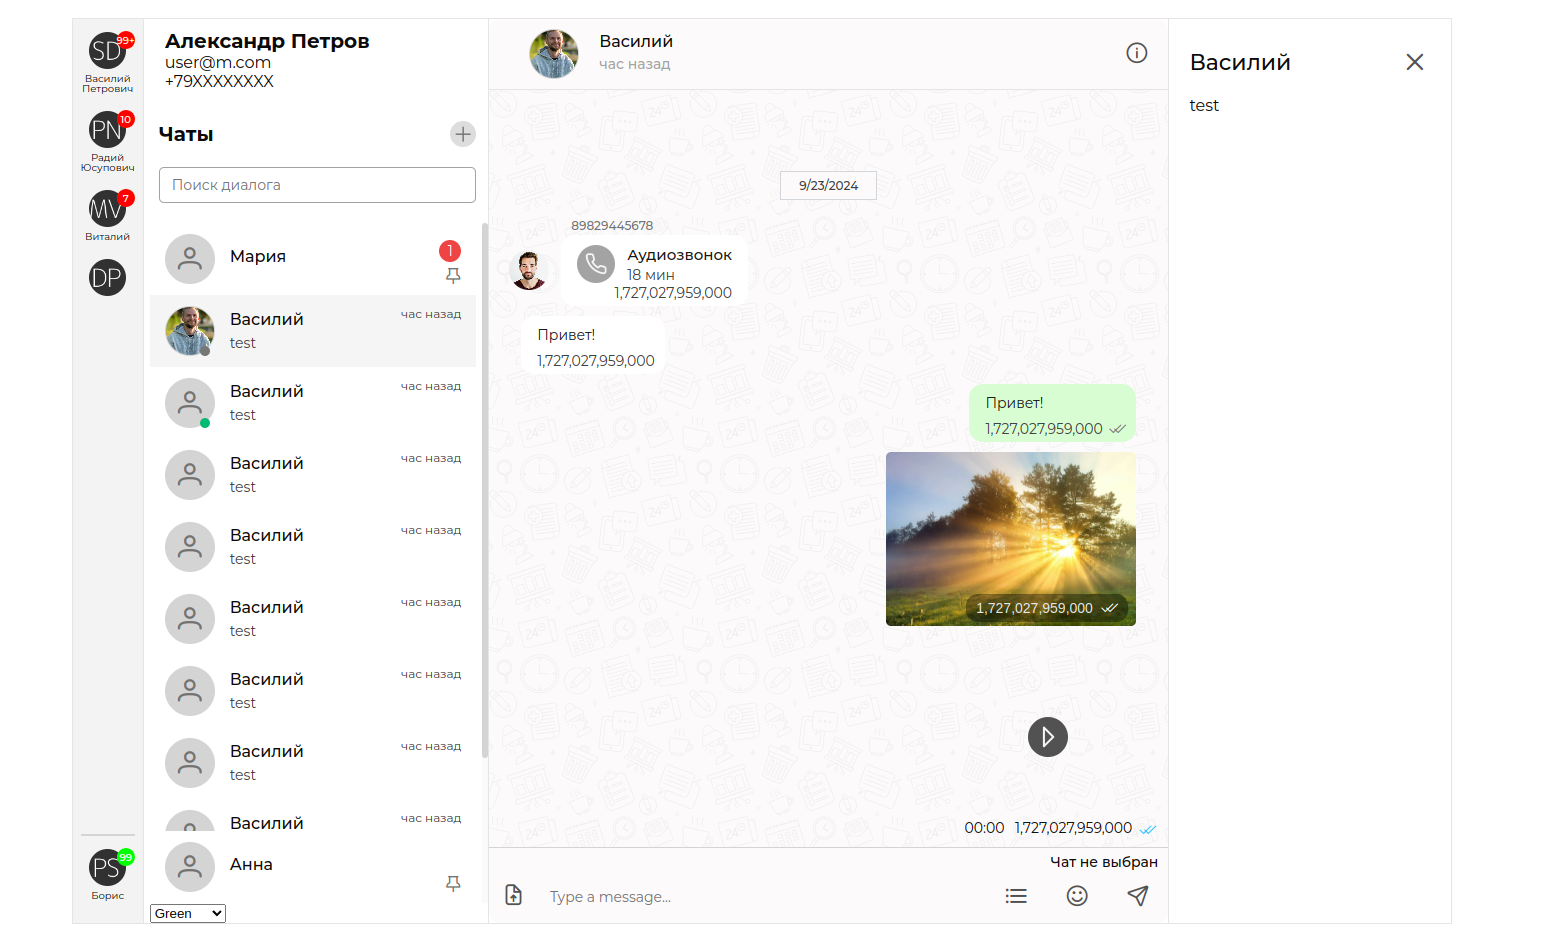 SD
99+
Василий
Петрович
PN
10
Радий
Юсупович
MV
7
Виталий
DP
PS
99
Борис
Александр Петров
user@m.com
+79XXXXXXXX
Чаты
Поиск диалога
Мария
1
Василий
час назад
test
Василий
час назад
test
Василий
час назад
test
Василий
час назад
test
Василий
час назад
test
Василий
час назад
test
Василий
час назад
test
Василий
час назад
Анна
Green
Василий
час назад
9/23/2024
89829445678
Аудиозвонок
18 мин
1,727,027,959,000
Привет!
1,727,027,959,000
Привет!
1,727,027,959,000
1,727,027,959,000
00:00 1,727,027,959,000
Чат не выбран
Type a message...
Василий
test